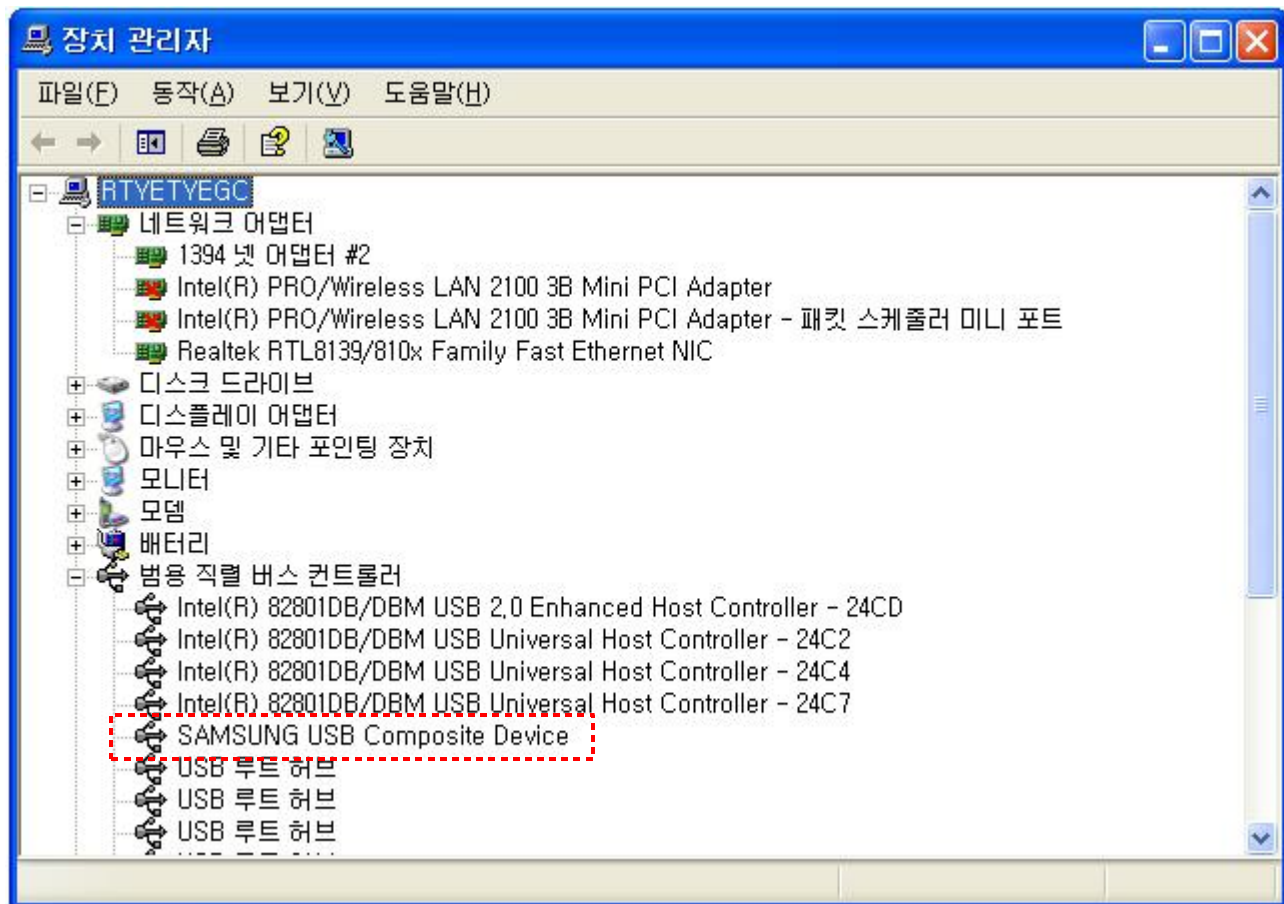 장치 관리자
파일(F) 동작(A) 보기(V) 도움말(H)
RTYETYEGC
네트워크 어댑터
1394 넷 어댑터 #2
Intel(R) PRO/Wireless LAN 2100 3B Mini PCI Adapter
Intel(R) PRO/Wireless LAN 2100 3B Mini PCI Adapter - 패킷 스케줄러 미니 포트
Realtek RTL8139/810x Family Fast Ethernet NIC
디스크 드라이브
디스플레이 어댑터
마우스 및 기타 포인팅 장치
모니터
모뎀
배터리
범용 직렬 버스 컨트롤러
Intel(R) 82801DB/DBM USB 2.0 Enhanced Host Controller - 24CD
Intel(R) 82801DB/DBM USB Universal Host Controller - 24C2
Intel(R) 82801DB/DBM USB Universal Host Controller - 24C4
Intel(R) 82801DB/DBM USB Universal Host Controller - 24C7
SAMSUNG USB Composite Device
USB 루트 허브
USB 루트 허브
USB 루트 허브